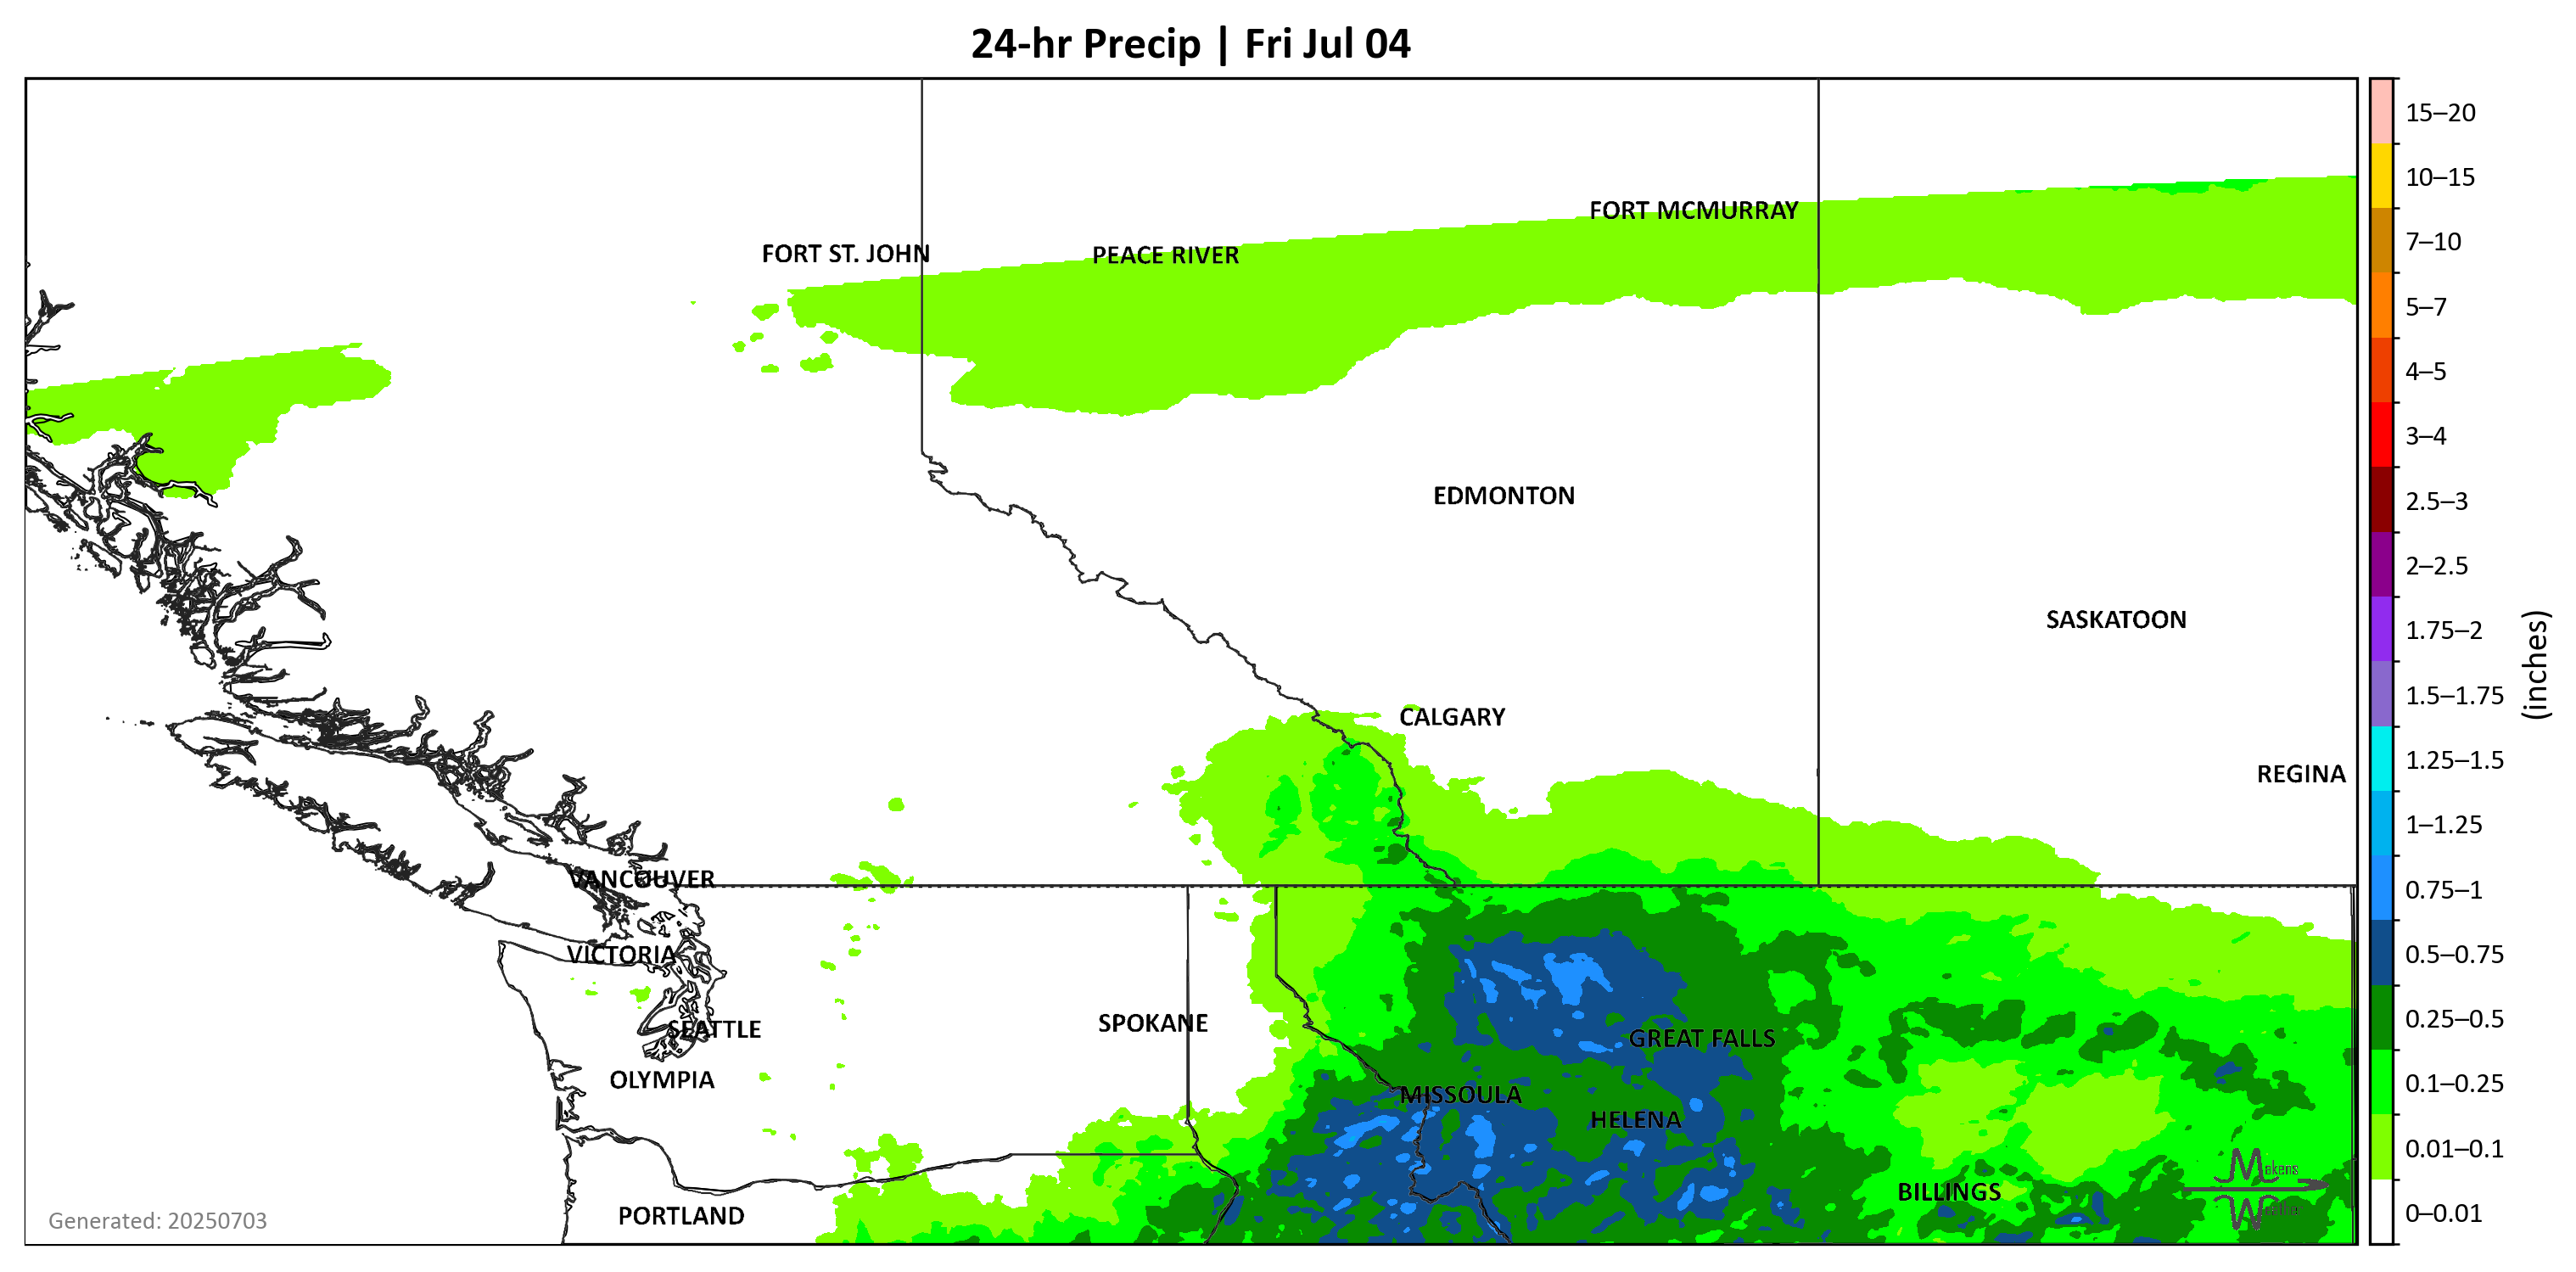 24-hr Precip | Fri Jul 04
15–20
10–15
7–10
5–7
4–5
3–4
2.5–3
2–2.5
1.75–2
1.5–1.75
1.25–1.5
1–1.25
0.75–1
0.5–0.75
0.25–0.5
0.1–0.25
0.01–0.1
0–0.01
(inches)
FORT MCMURRAY
FORT ST. JOHN
PEACE RIVER
EDMONTON
SASKATOON
CALGARY
REGINA
VANCOUVER
VICTORIA
SEATTLE
SPOKANE
GREAT FALLS
OLYMPIA
MISSOULA
HELENA
BILLINGS
PORTLAND
Makens
Weather
Generated: 20250703